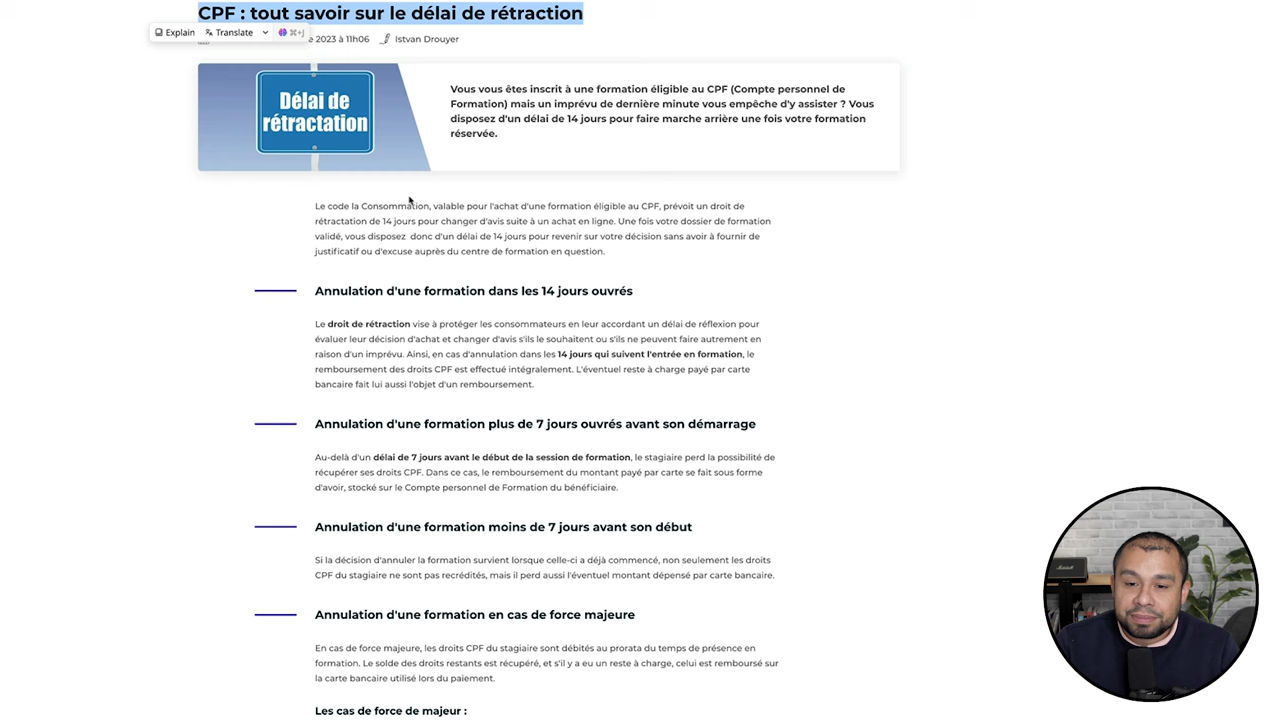 CPF : tout savoir sur le délai de rétraction
Explain Translate ⌘+J
2023 à 11h06 Istvan Drouyer
Délai de
rétractation
Vous vous êtes inscrit à une formation éligible au CPF (Compte personnel de
Formation) mais un imprévu de dernière minute vous empêche d'y assister ? Vous
disposez d'un délai de 14 jours pour faire marche arrière une fois votre formation
réservée.
Le code la Consommation, valable pour l'achat d'une formation éligible au CPF, prévoit un droit de
rétractation de 14 jours pour changer d'avis suite à un achat en ligne. Une fois votre dossier de formation
validé, vous disposez donc d'un délai de 14 jours pour revenir sur votre décision sans avoir à fournir de
justificatif ou d'excuse auprès du centre de formation en question.
Annulation d'une formation dans les 14 jours ouvrés
Le droit de rétraction vise à protéger les consommateurs en leur accordant un délai de réflexion pour
évaluer leur décision d'achat et changer d'avis s'ils le souhaitent ou s'ils ne peuvent faire autrement en
raison d'un imprévu. Ainsi, en cas d'annulation dans les 14 jours qui suivent l'entrée en formation, le
remboursement des droits CPF est effectué intégralement. L'éventuel reste à charge payé par carte
bancaire fait lui aussi l'objet d'un remboursement.
Annulation d'une formation plus de 7 jours ouvrés avant son démarrage
Au-delà d'un délai de 7 jours avant le début de la session de formation, le stagiaire perd la possibilité de
récupérer ses droits CPF. Dans ce cas, le remboursement du montant payé par carte se fait sous forme
d'avoir, stocké sur le Compte personnel de Formation du bénéficiaire.
Annulation d'une formation moins de 7 jours avant son début
Si la décision d'annuler la formation survient lorsque celle-ci a déjà commencé, non seulement les droits
CPF du stagiaire ne sont pas recrédités, mais il perd aussi l'éventuel montant dépensé par carte bancaire.
Annulation d'une formation en cas de force majeure
En cas de force majeure, les droits CPF du stagiaire sont débités au prorata du temps de présence en
formation. Le solde des droits restants est récupéré, et s'il y a eu un reste à charge, celui est remboursé sur
la carte bancaire utilisé lors du paiement.
Les cas de force de majeur :
Marshall